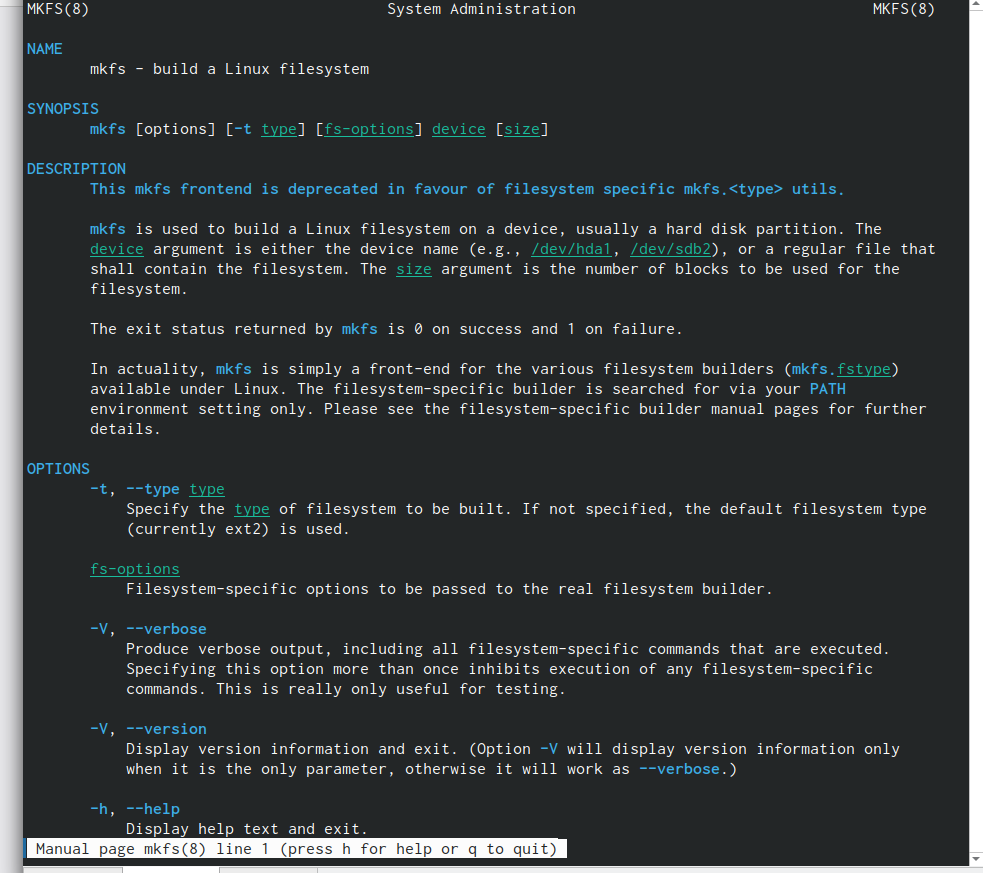 MKFS(8) System Administration MKFS(8)
NAME
mkfs - build a Linux filesystem
SYNOPSIS
mkfs [options] [-t type] [fs-options] device [size]
DESCRIPTION
This mkfs frontend is deprecated in favour of filesystem specific mkfs.<type> utils.
mkfs is used to build a Linux filesystem on a device, usually a hard disk partition. The
device argument is either the device name (e.g., /dev/hda1, /dev/sdb2), or a regular file that
shall contain the filesystem. The size argument is the number of blocks to be used for the
filesystem.
The exit status returned by mkfs is 0 on success and 1 on failure.
In actuality, mkfs is simply a front-end for the various filesystem builders (mkfs.fstype)
available under Linux. The filesystem-specific builder is searched for via your PATH
environment setting only. Please see the filesystem-specific builder manual pages for further
details.
OPTIONS
-t, --type type
Specify the type of filesystem to be built. If not specified, the default filesystem type
(currently ext2) is used.
fs-options
Filesystem-specific options to be passed to the real filesystem builder.
-V, --verbose
Produce verbose output, including all filesystem-specific commands that are executed.
Specifying this option more than once inhibits execution of any filesystem-specific
commands. This is really only useful for testing.
-V, --version
Display version information and exit. (Option -V will display version information only
when it is the only parameter, otherwise it will work as --verbose.)
-h, --help
Display help text and exit.
Manual page mkfs(8) line 1 (press h for help or q to quit)